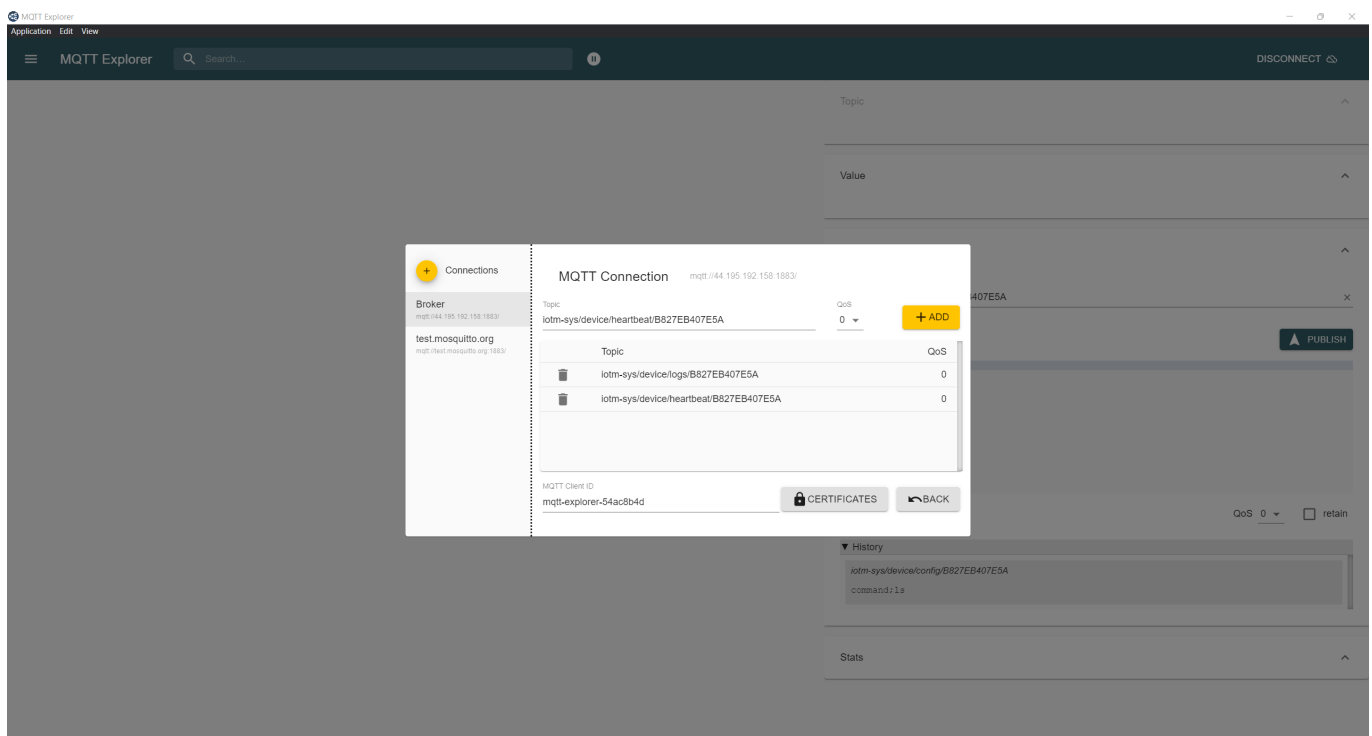 MQTT Explorer
Application Edit View
MQTT Explorer
Search...
DISCONNECT
Topic
Value
Connections
Broker
mqtt://44.195.192.158:1883/
test.mosquitto.org
mqtt://test.mosquitto.org:1883/
MQTT Connection mqtt://44.195.192.158:1883/
Topic QoS
iotm-sys/device/heartbeat/B827EB407E5A 0 + ADD
Topic QoS
iotm-sys/device/logs/B827EB407E5A 0
iotm-sys/device/heartbeat/B827EB407E5A 0
MQTT Client ID
mqtt-explorer-54ac8b4d
CERTIFICATES BACK
407E5A
PUBLISH
QoS 0 retain
▼ History
iotm-sys/device/config/B827EB407E5A
command;ls
Stats